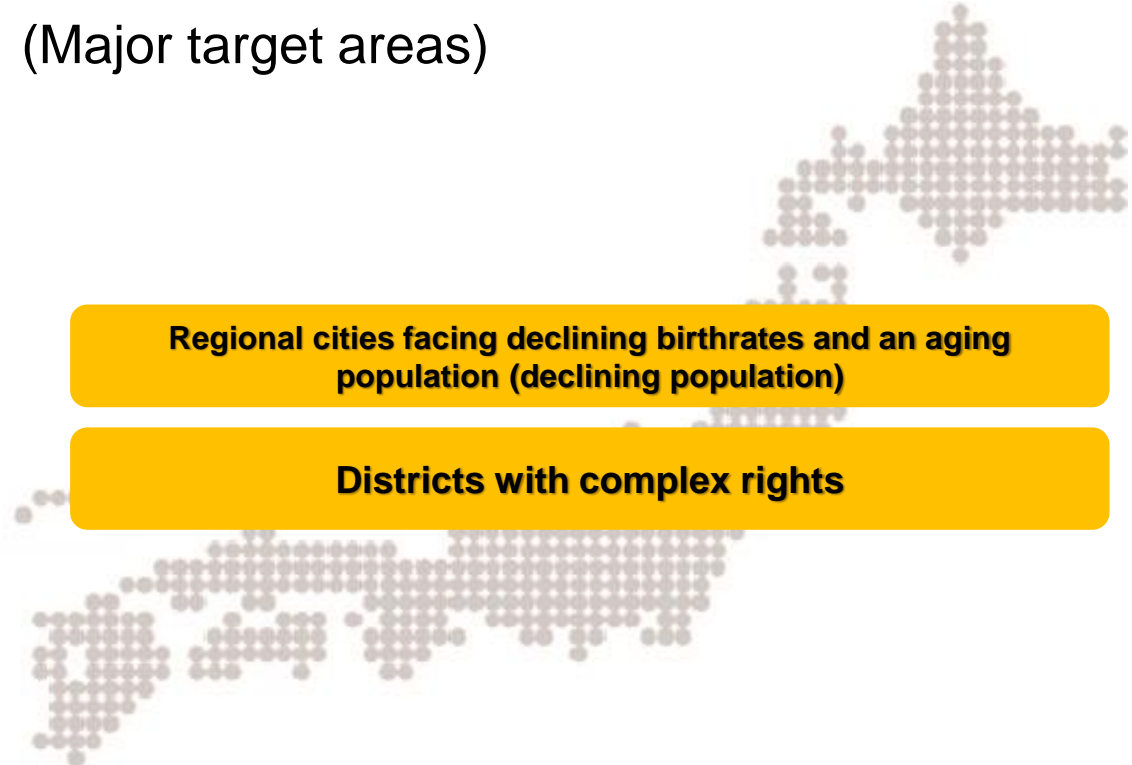 (Major target areas)
Regional cities facing declining birthrates and an aging
population (declining population)
Districts with complex rights